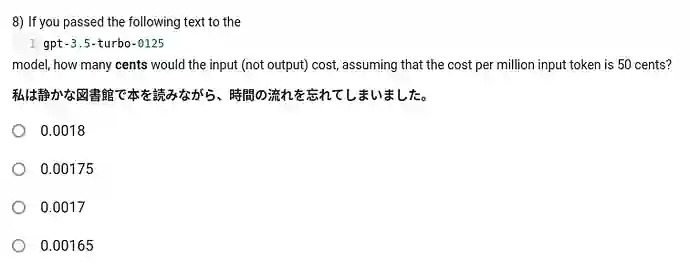 8) If you passed the following text to the
1 gpt-3.5-turbo-0125
model, how many cents would the input (not output) cost, assuming that the cost per million input token is 50 cents?
私は静かな図書館で本を読みながら、時間の流れを忘れてしまいました。
0.0018
0.00175
0.0017
0.00165